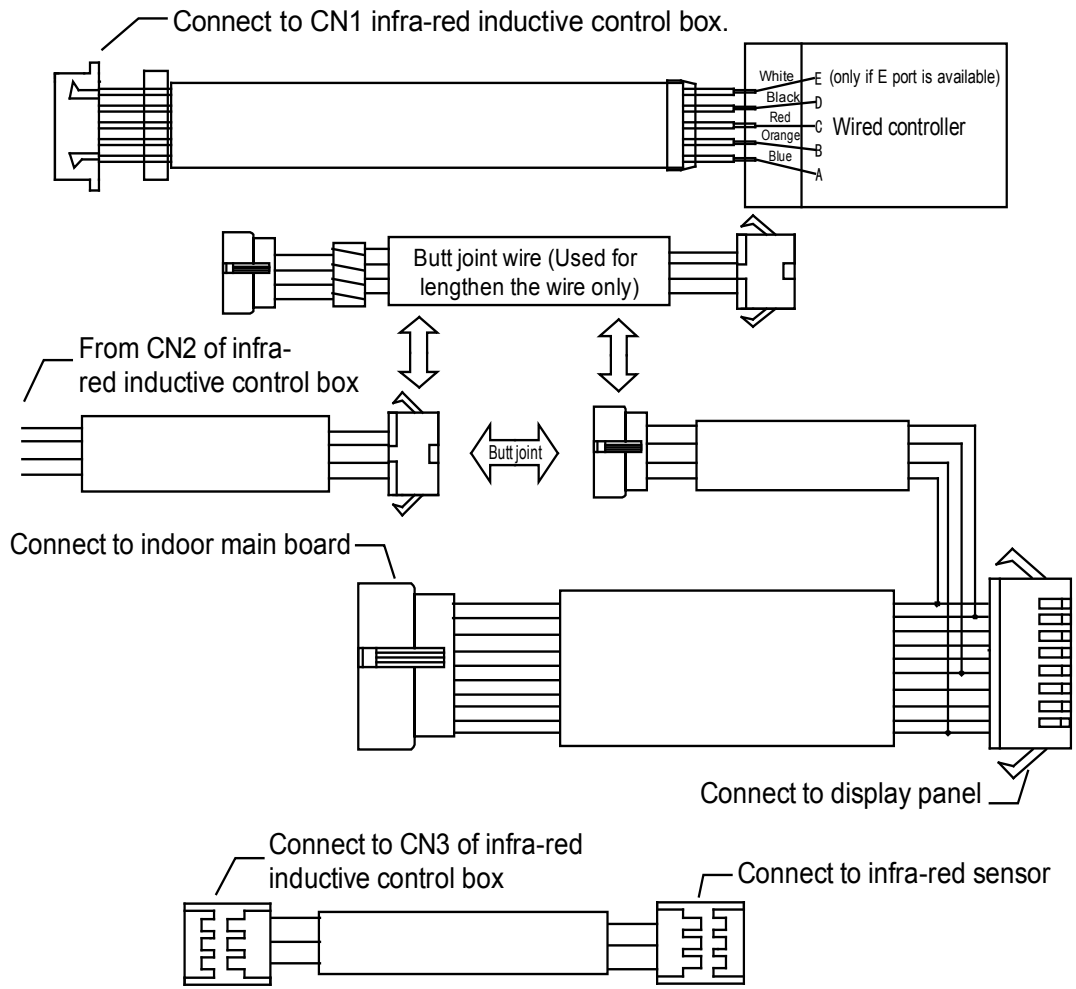 Connect to CN1 infra-red inductive control box.
White
E (only if E port is available)
Black
D
Red
C
Wired controller
Orange
B
Blue
A
Butt joint wire (Used for
lengthen the wire only)
From CN2 of infra-
red inductive control box
Butt joint
Connect to indoor main board
Connect to display panel
Connect to CN3 of infra-red
inductive control box
Connect to infra-red sensor